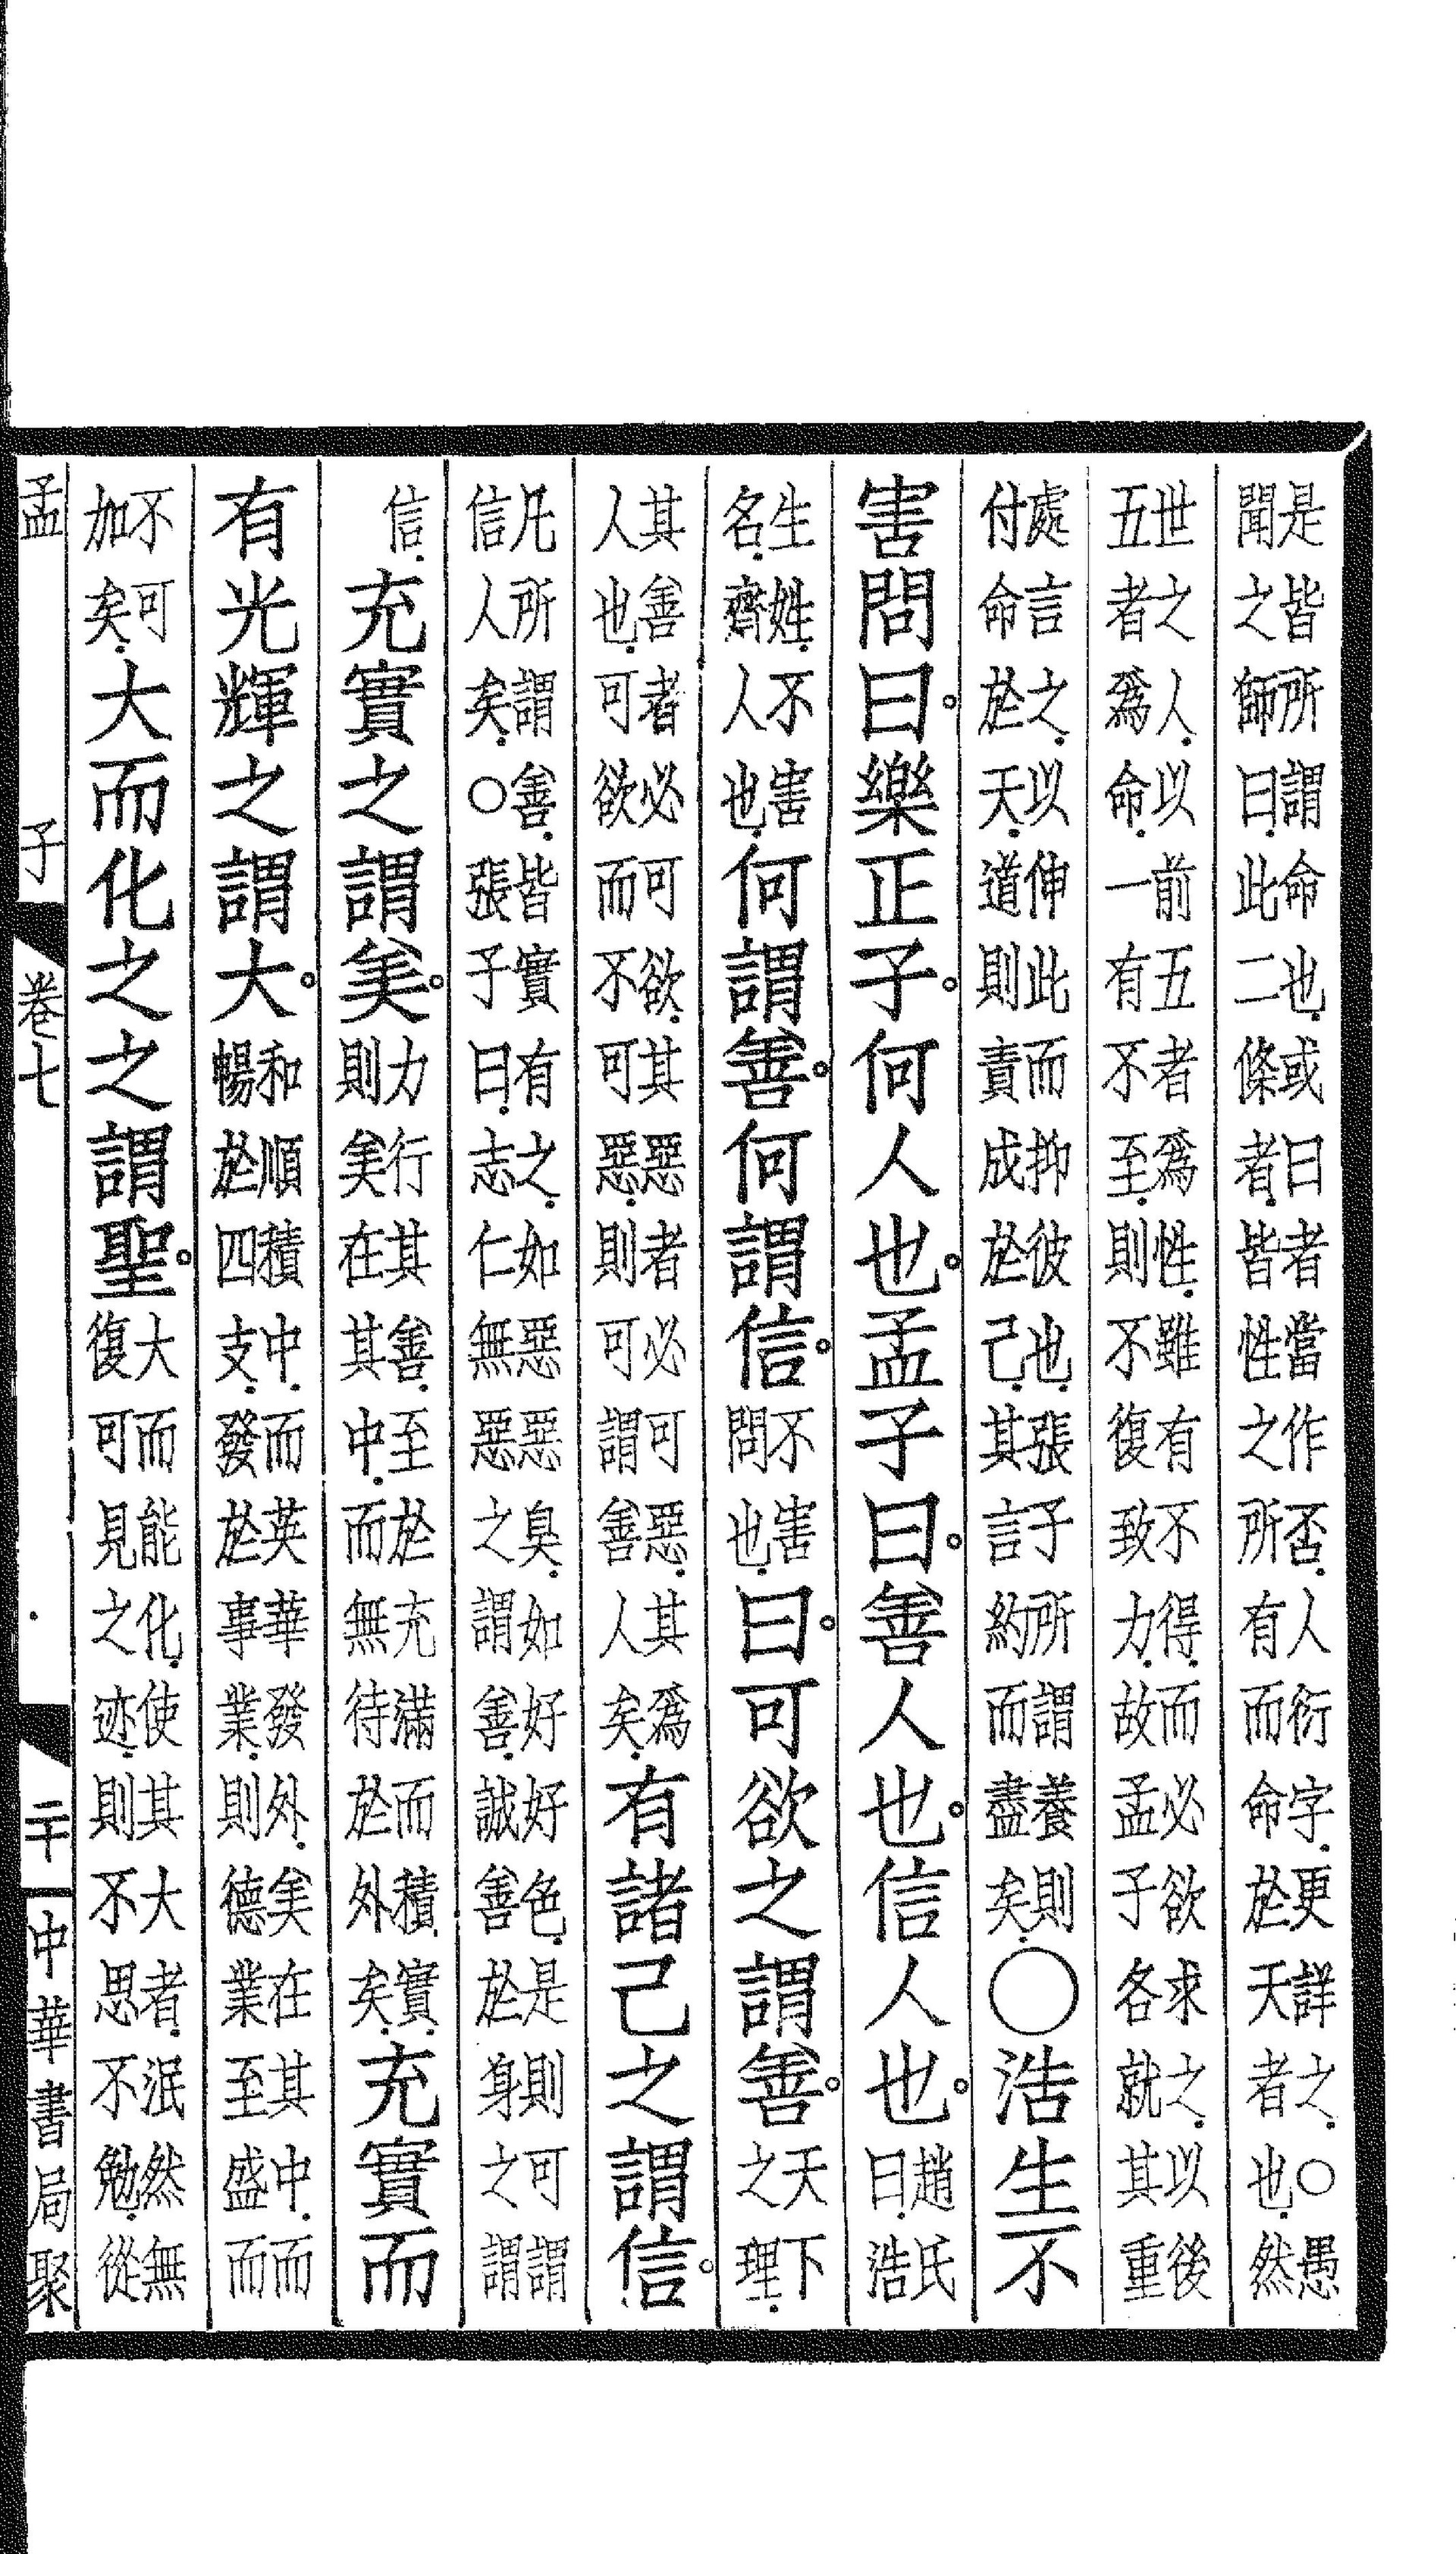 是皆所謂命也.或曰者當作否.人衍字.更詳之.○愚
聞之師曰.此二條者.皆性之所有而命於天者也.然
世之人.以前五者爲性.雖有不得.而必欲求之.以後
五者爲命.一有不至.則不復致力.故孟子各就其重
處言之.以伸此而抑彼也.張子所謂養則付命於天.道則責成於己.其言約而盡矣.○浩生不
害問曰。樂正子。何人也。孟子曰。善人也。信人也。趙氏曰.浩
生姓.不害名.齊人也.何謂善。何謂信。不害問也.曰。可欲之謂善。天下之理.
其善者必可欲.其惡者必可惡.其爲人也.可欲而不可惡.則可謂善人矣.有諸己之謂信。
凡所謂善.皆實有之.如惡惡臭.如好好色.是則可謂
信人矣.○張子曰.志仁無惡之謂善.誠善於身之謂
信.充實之謂美。力行其善.至於充滿而積實.則美在其中.而無待於外矣.充實而
有光輝之謂大。和順積中.而英華發外.美在其中.而暢於四支.發於事業.則德業至盛而
不可加矣.大而化之之謂聖。大而能化.使其大者.泯然無復可見之迹.則不思不勉.從
孟子 卷七 二十一 中華書局聚